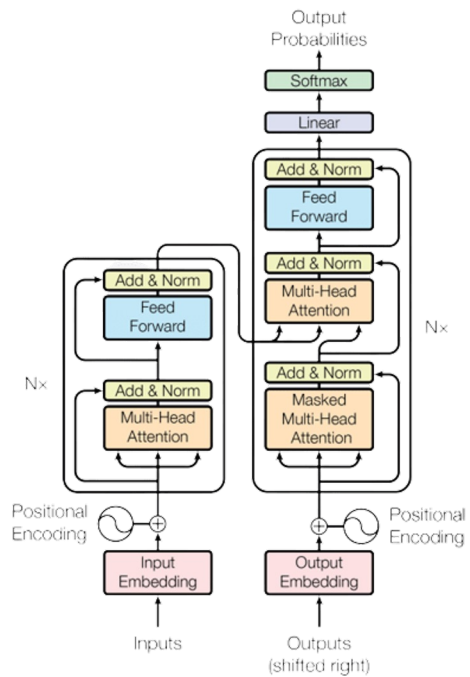 Output
Probabilities
Softmax
Linear
Add & Norm
Feed
Forward
Add & Norm
Multi-Head
Attention
Nx
Add & Norm
Masked
Multi-Head
Attention
Add & Norm
Feed
Forward
Nx
Add & Norm
Multi-Head
Attention
Positional
Encoding
Positional
Encoding
Input
Embedding
Output
Embedding
Inputs
Outputs
(shifted right)